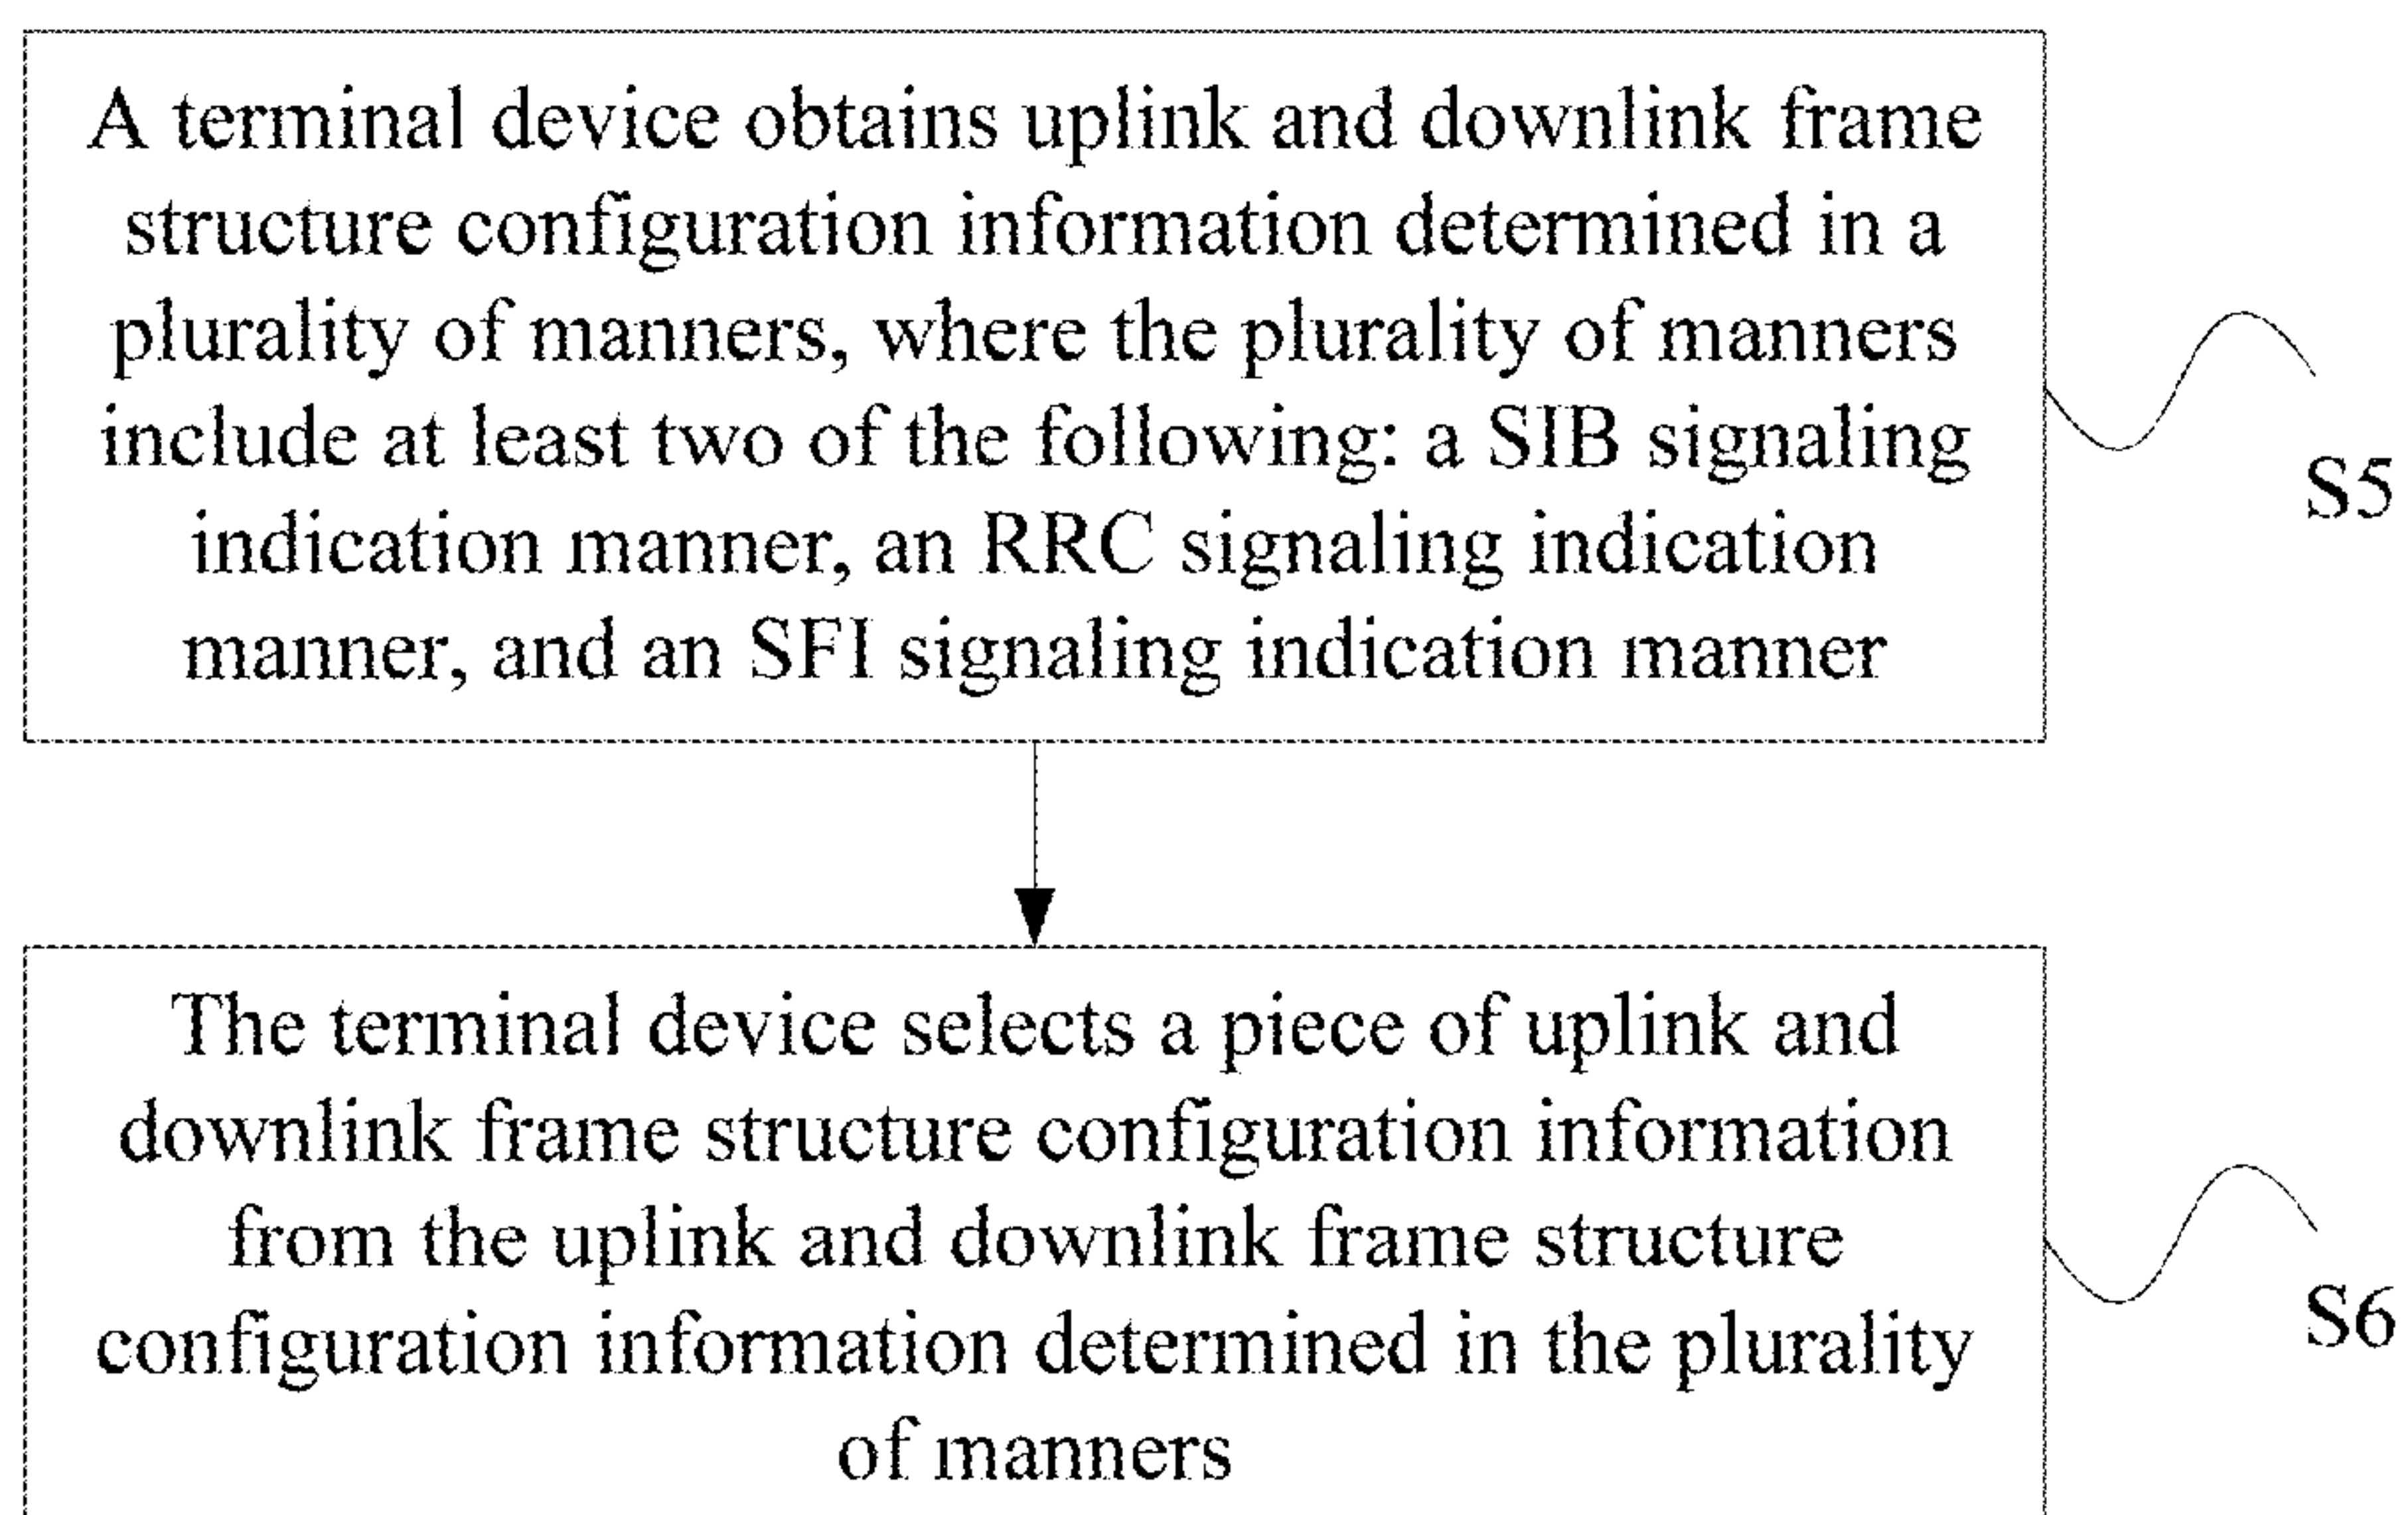 A terminal device obtains uplink and downlink frame
structure configuration information determined in a
plurality of manners, where the plurality of manners
include at least two of the following: a SIB signaling
indication manner, an RRC signaling indication
manner, and an SFI signaling indication manner
S5
The terminal device selects a piece of uplink and
downlink frame structure configuration information
from the uplink and downlink frame structure
configuration information determined in the plurality
of manners
S6